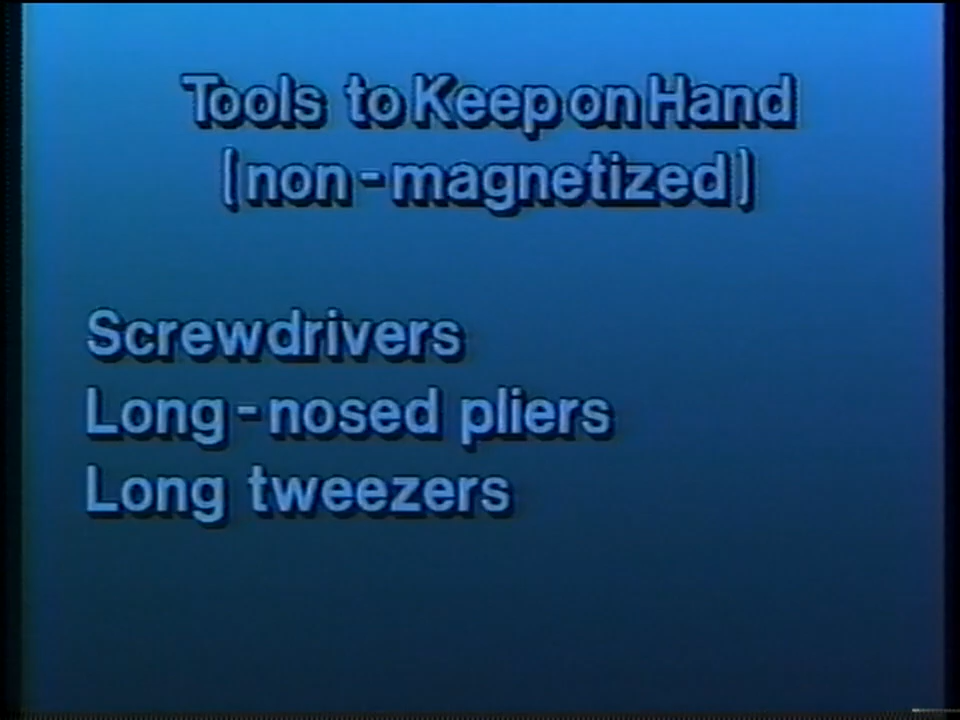 Tools to Keep on Hand
(non-magnetized)
Screwdrivers
Long-nosed pliers
Long tweezers